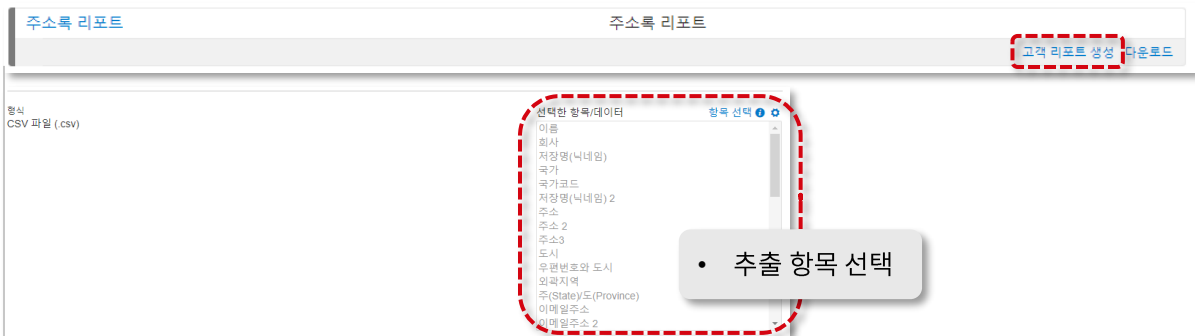 주소록 리포트 주소록 리포트
고객 리포트 생성 다운로드
형식
CSV 파일 (.csv)
선택한 항목/데이터 항목 선택
이름
회사
저장명(닉네임)
국가
국가코드
저장명(닉네임) 2
주소
주소 2
주소3
도시
우편번호와 도시
외곽지역
주(State)/도(Province)
이메일주소
이메일주소 2
• 추출 항목 선택